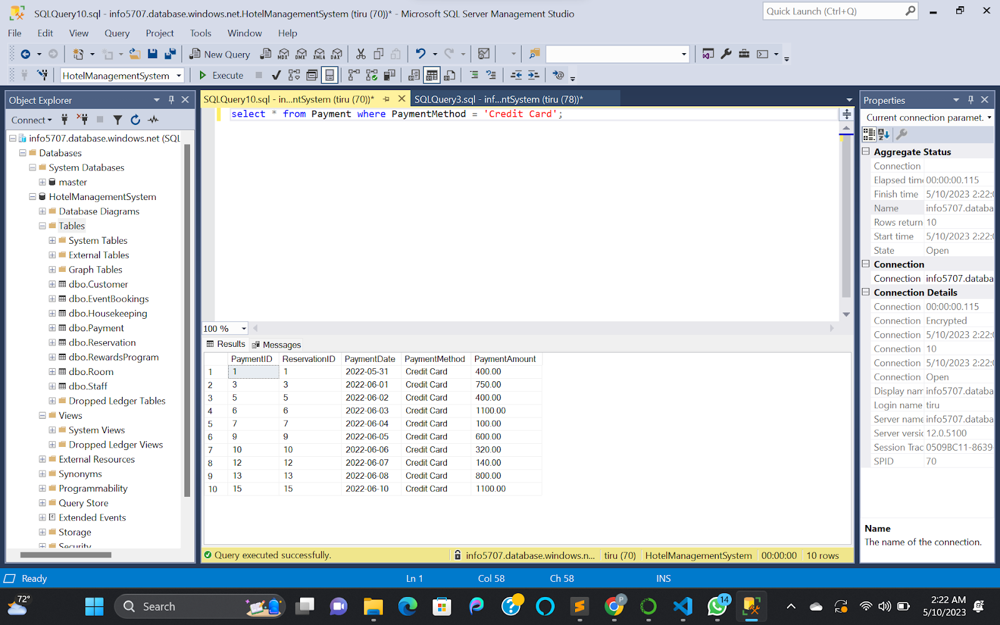 SQLQuery10.sql - info5707.database.windows.net.HotelManagementSystem (tiru (70))* - Microsoft SQL Server Management Studio
Quick Launch (Ctrl+Q)
File Edit View Query Project Tools Window Help
New Query MDX DMX XMLA DAX
HotelManagementSystem Execute
Object Explorer
Connect
info5707.database.windows.net (SQL
Databases
System Databases
master
HotelManagementSystem
Database Diagrams
Tables
System Tables
External Tables
Graph Tables
dbo.Customer
dbo.EventBookings
dbo.Housekeeping
dbo.Payment
dbo.Reservation
dbo.RewardsProgram
dbo.Room
dbo.Staff
Dropped Ledger Tables
Views
System Views
Dropped Ledger Views
External Resources
Synonyms
Programmability
Query Store
Extended Events
Storage
Security
SQLQuery10.sql - in...ntSystem (tiru (70))* SQLQuery3.sql - inf...ntSystem (tiru (78))*
select * from Payment where PaymentMethod = 'Credit Card';
100 %
Results Messages
PaymentID ReservationID PaymentDate PaymentMethod PaymentAmount
1 1 1 2022-05-31 Credit Card 400.00
2 3 3 2022-06-01 Credit Card 750.00
3 5 5 2022-06-02 Credit Card 400.00
4 6 6 2022-06-03 Credit Card 1100.00
5 7 7 2022-06-04 Credit Card 100.00
6 9 9 2022-06-05 Credit Card 600.00
7 10 10 2022-06-06 Credit Card 320.00
8 12 12 2022-06-07 Credit Card 140.00
9 13 13 2022-06-08 Credit Card 800.00
10 15 15 2022-06-10 Credit Card 1100.00
Query executed successfully. info5707.database.windows.n... tiru (70) HotelManagementSystem 00:00:00 10 rows
Properties
Current connection paramet.
Aggregate Status
Connection
Elapsed time 00:00:00.115
Finish time 5/10/2023 2:22:0
Name info5707.databa
Rows return 10
Start time 5/10/2023 2:22:0
State Open
Connection
Connection info5707.databa
Connection Details
Connection 00:00:00.115
Connection Encrypted
Connection 5/10/2023 2:22:0
Connection 10
Connection 5/10/2023 2:22:0
Connection Open
Display nam info5707.databa
Login name tiru
Server name info5707.databa
Server versic 12.0.5100
Session Trac 0509BC11-8639-
SPID 70
Name
The name of the connection.
Ready Ln 1 Col 58 Ch 58 INS
72° Search P 14 2:22 AM
5/10/2023